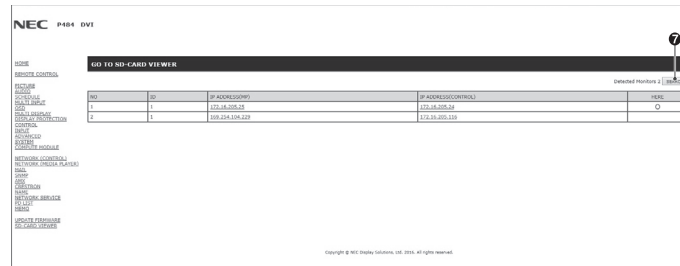 NEC P484 DVI
7
HOME
REMOTE CONTROL
PICTURE
AUDIO
SCHEDULE
MULTI INPUT
OSD
MULTI DISPLAY
DISPLAY PROTECTION
CONTROL
INPUT
ADVANCED
SYSTEM
COMPUTE MODULE
NETWORK (CONTROL)
NETWORK (MEDIA PLAYER)
MAIL
SNMP
AMX
CRESTRON
NAME
NETWORK SERVICE
PD LIST
MEMO
UPDATE FIRMWARE
SD-CARD VIEWER
GO TO SD-CARD VIEWER
Detected Monitors 2
NO ID IP ADDRESS(MP) IP ADDRESS(CONTROL) HERE
1 1 172.16.205.25 172.16.205.24 O
2 1 169.254.104.229 172.16.205.116
Copyright © NEC Display Solutions, Ltd. 2016. All rights reserved.